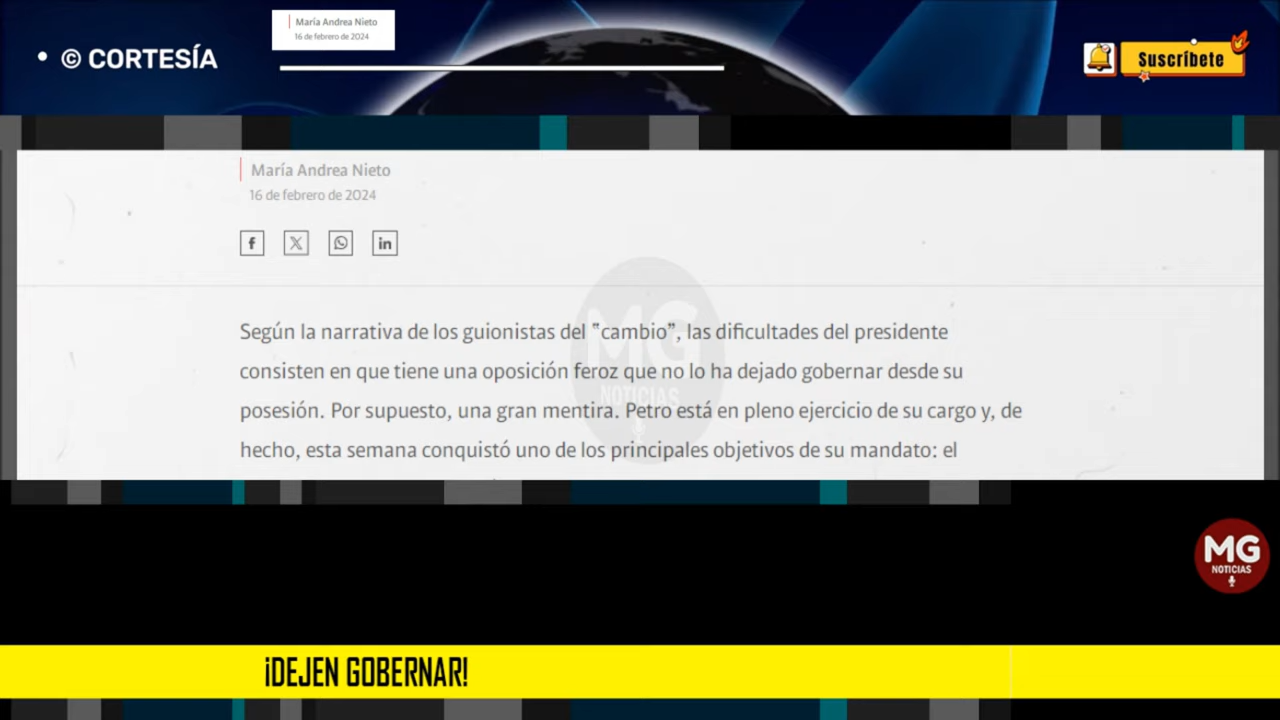 María Andrea Nieto
16 de febrero de 2024
• © CORTESÍA
Suscríbete
María Andrea Nieto
16 de febrero de 2024
Según la narrativa de los guionistas del “cambio”, las dificultades del presidente
consisten en que tiene una oposición feroz que no lo ha dejado gobernar desde su
posesión. Por supuesto, una gran mentira. Petro está en pleno ejercicio de su cargo y, de
hecho, esta semana conquistó uno de los principales objetivos de su mandato: el
MG
NOTICIAS
MG
NOTICIAS
¡DEJEN GOBERNAR!